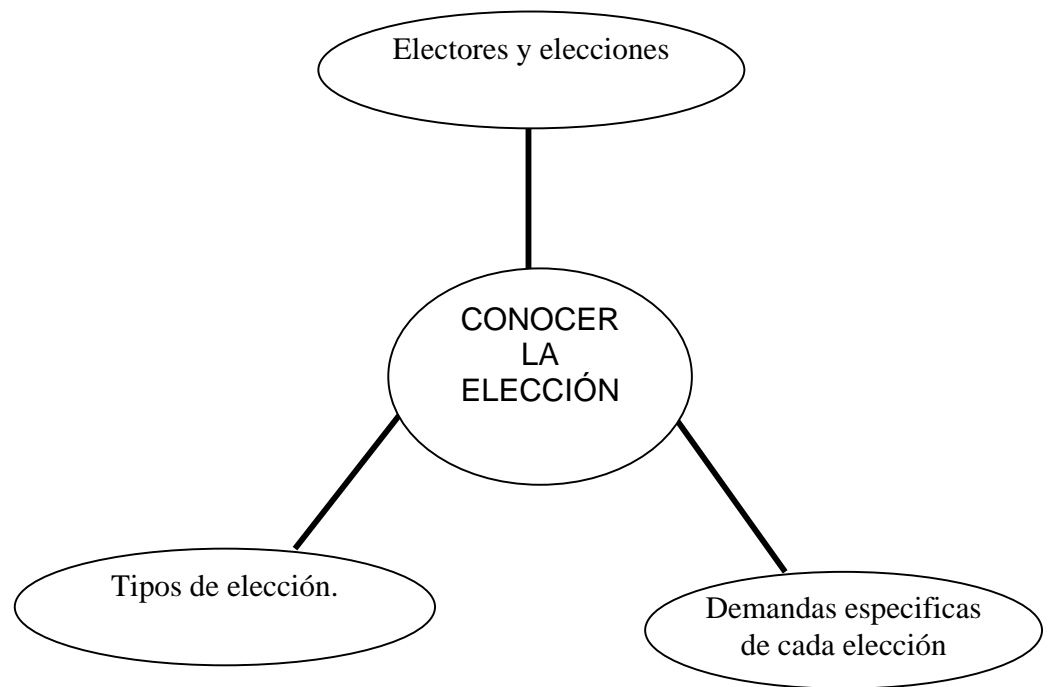 Electores y elecciones
CONOCER
LA
ELECCIÓN
Tipos de elección.
Demandas especificas
de cada elección